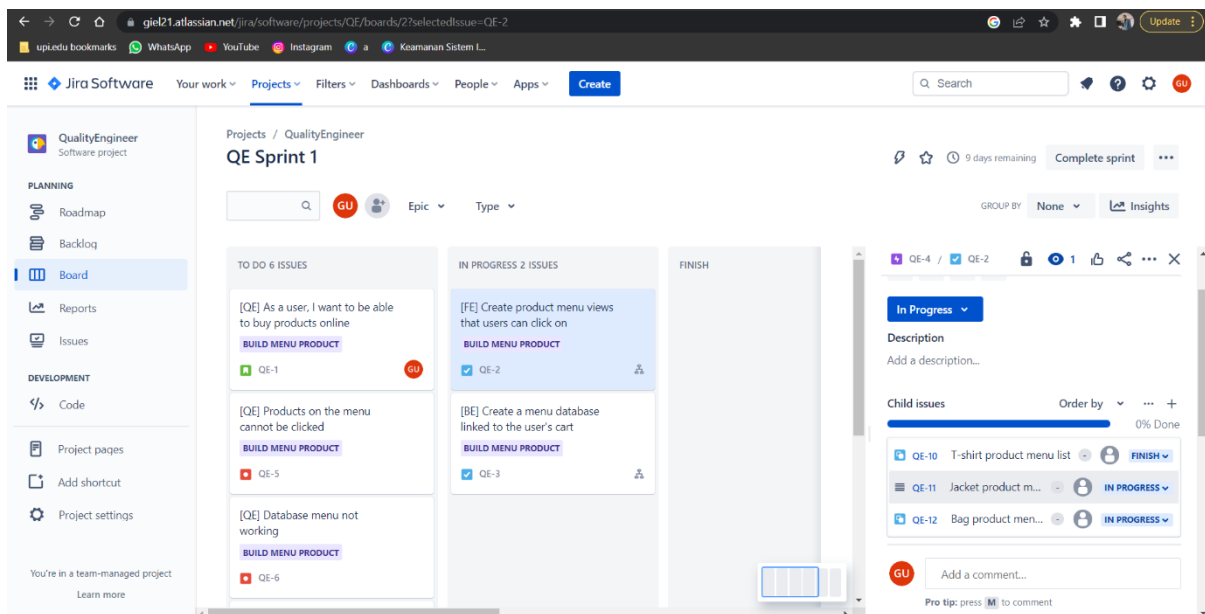 giel21.atlassian.net/jira/software/projects/QE/boards/2?selectedIssue=QE-2
Update
upi.edu bookmarks
WhatsApp
YouTube
Instagram
a
Keamanan Sistem I...
Jira Software
Your work
Projects
Filters
Dashboards
People
Apps
Create
Search
GU
QualityEngineer
Software project
PLANNING
Roadmap
Backlog
Board
Reports
Issues
DEVELOPMENT
Code
Project pages
Add shortcut
Project settings
You're in a team-managed project
Learn more
Projects / QualityEngineer
QE Sprint 1
9 days remaining
Complete sprint
GU
Epic
Type
GROUP BY
None
Insights
TO DO 6 ISSUES
[QE] As a user, I want to be able
to buy products online
BUILD MENU PRODUCT
QE-1
GU
[QE] Products on the menu
cannot be clicked
BUILD MENU PRODUCT
QE-5
[QE] Database menu not
working
BUILD MENU PRODUCT
QE-6
IN PROGRESS 2 ISSUES
[FE] Create product menu views
that users can click on
BUILD MENU PRODUCT
QE-2
[BE] Create a menu database
linked to the user's cart
BUILD MENU PRODUCT
QE-3
FINISH
QE-4 / QE-2
1
In Progress
Description
Add a description...
Child issues
Order by
0% Done
QE-10 T-shirt product menu list - FINISH
QE-11 Jacket product m... - IN PROGRESS
QE-12 Bag product men... - IN PROGRESS
GU
Add a comment...
Pro tip: press M to comment